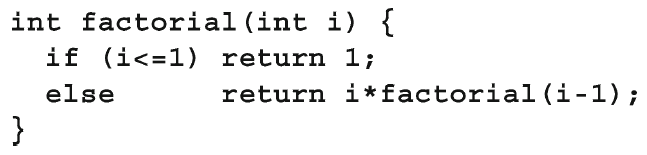 int factorial(int i) {
  if (i<=1) return 1;
  else      return i*factorial(i-1);
}